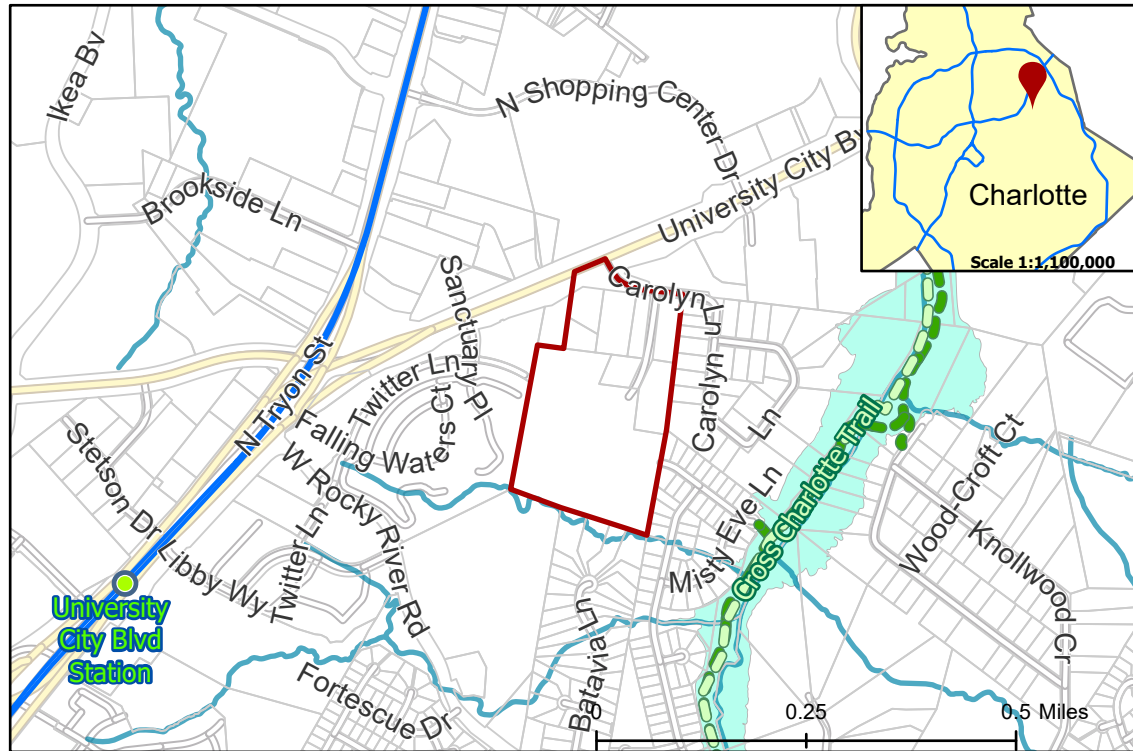 Ikea Bv
N Shopping Center Dr
University City Bv
Brookside Ln
Charlotte
Scale 1:1,100,000
Sanctuary Pl
Carolyn Ln
Carolyn Ln
N Tryon St
Twitter Ln
Falling Waters Ct
Ln
Stetson Dr
W Rocky River Rd
Cross Charlotte Trail
Misty Eve Ln
Wood-Croft Ct
Knollwood Cr
Libby Wy
Twitter Ln
University
City Blvd
Station
Batavia Ln
Fortescue Dr
0 0.25 0.5 Miles